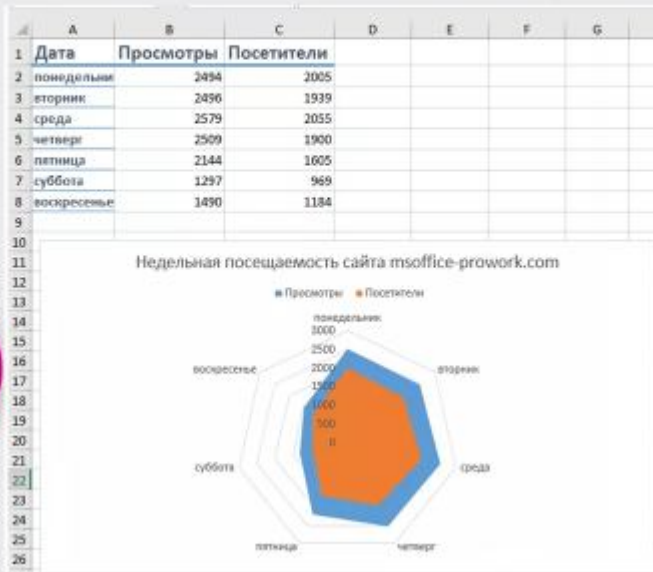 A B C D E F G
1 Дата Просмотры Посетители
2 понедельни 2494 2005
3 вторник 2496 1939
4 среда 2579 2055
5 четверг 2509 1900
6 пятница 2144 1605
7 суббота 1297 969
8 воскресенье 1490 1184
9
10
11 Недельная посещаемость сайта msoffice-prowork.com
12
13 Просмотры Посетители
14 понедельник
3000
15 2500
16 воскресенье 2000 вторник
17 1500
18 1000
19 500
20 0
21 суббота среда
22
23
24
25 пятница четверг
26